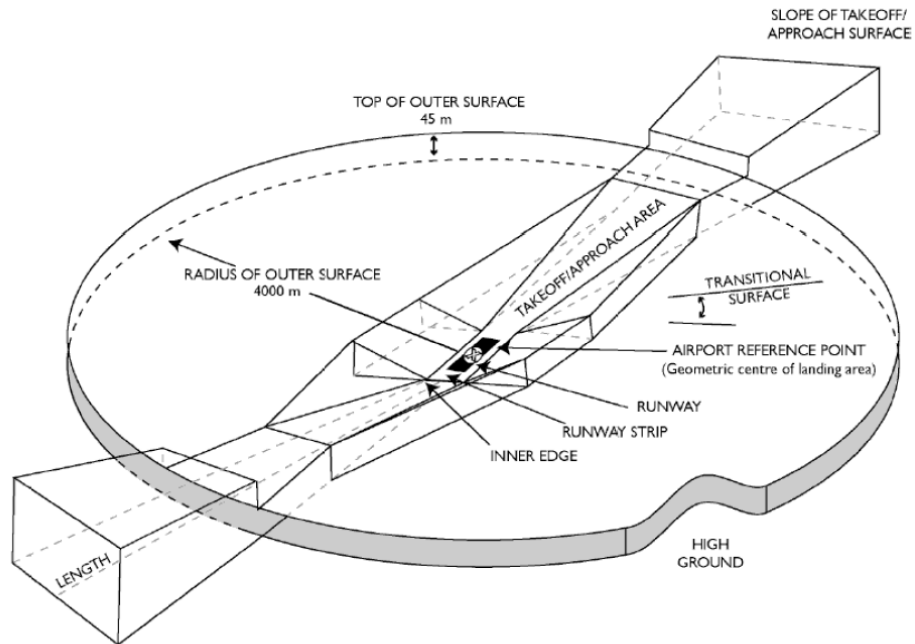 SLOPE OF TAKEOFF/
APPROACH SURFACE
TOP OF OUTER SURFACE
45 m
RADIUS OF OUTER SURFACE
4000 m
TAKEOFF/APPROACH AREA
TRANSITIONAL
SURFACE
AIRPORT REFERENCE POINT
(Geometric centre of landing area)
RUNWAY
RUNWAY STRIP
INNER EDGE
LENGTH
HIGH
GROUND